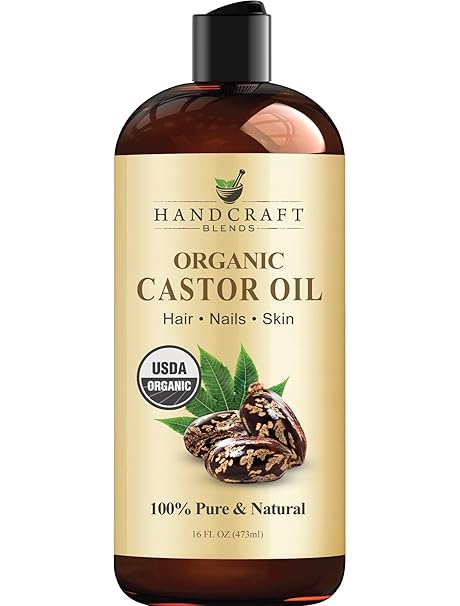 HANDCRAFT
BLENDS
ORGANIC
CASTOR OIL
Hair • Nails • Skin
USDA
ORGANIC
100% Pure & Natural
16 FL OZ (473ml)